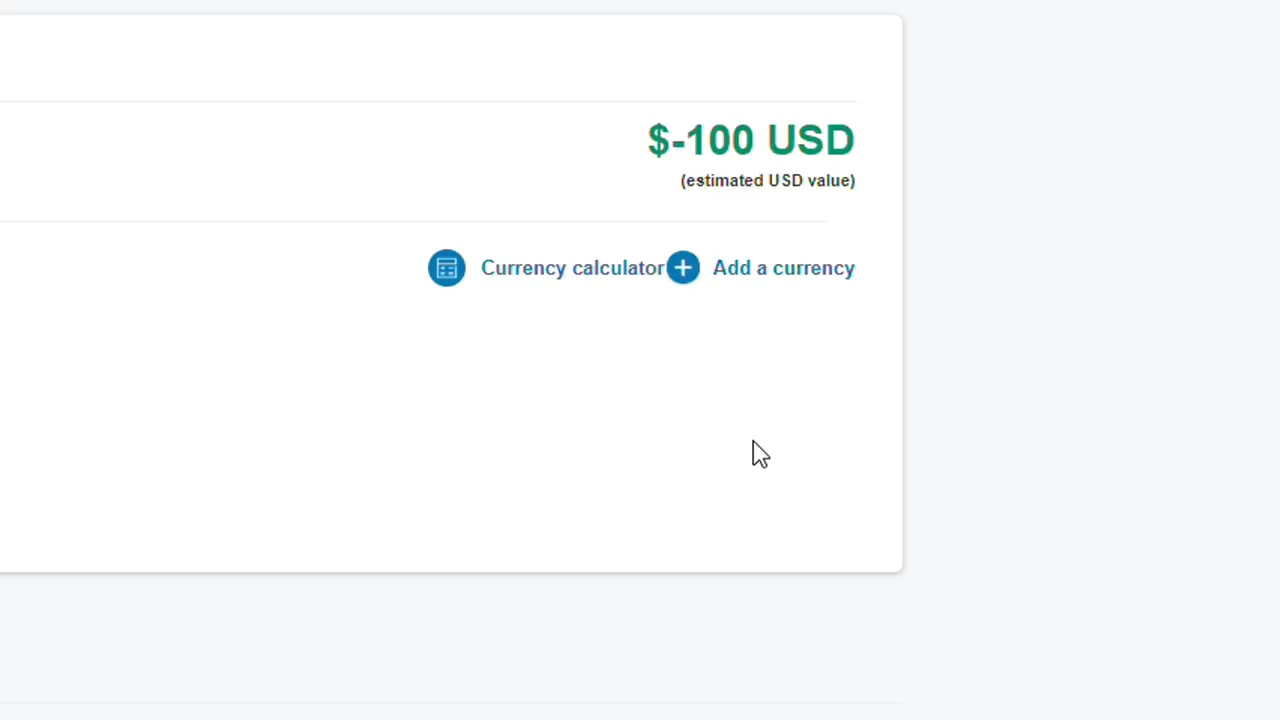 $-100 USD
(estimated USD value)
Currency calculator Add a currency